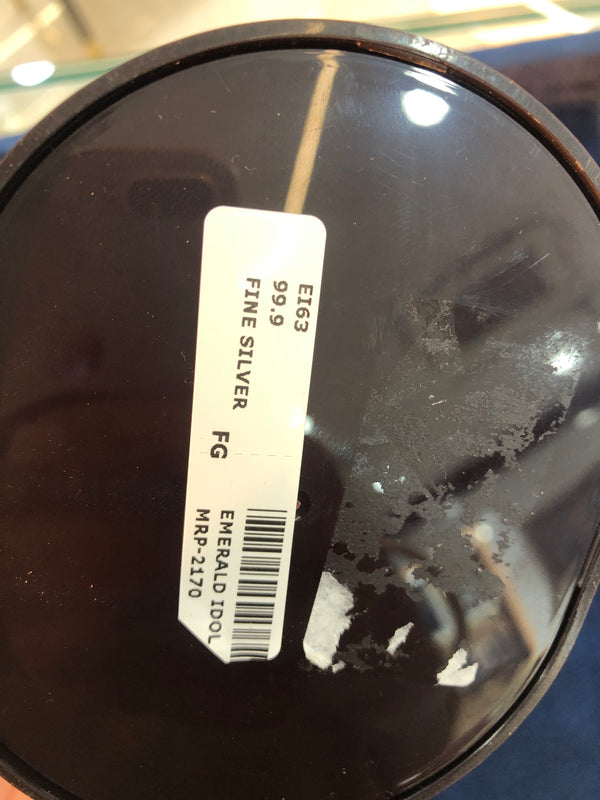 EI63
99.9
FINE SILVER FG
EMERALD IDOL
MRP-2170